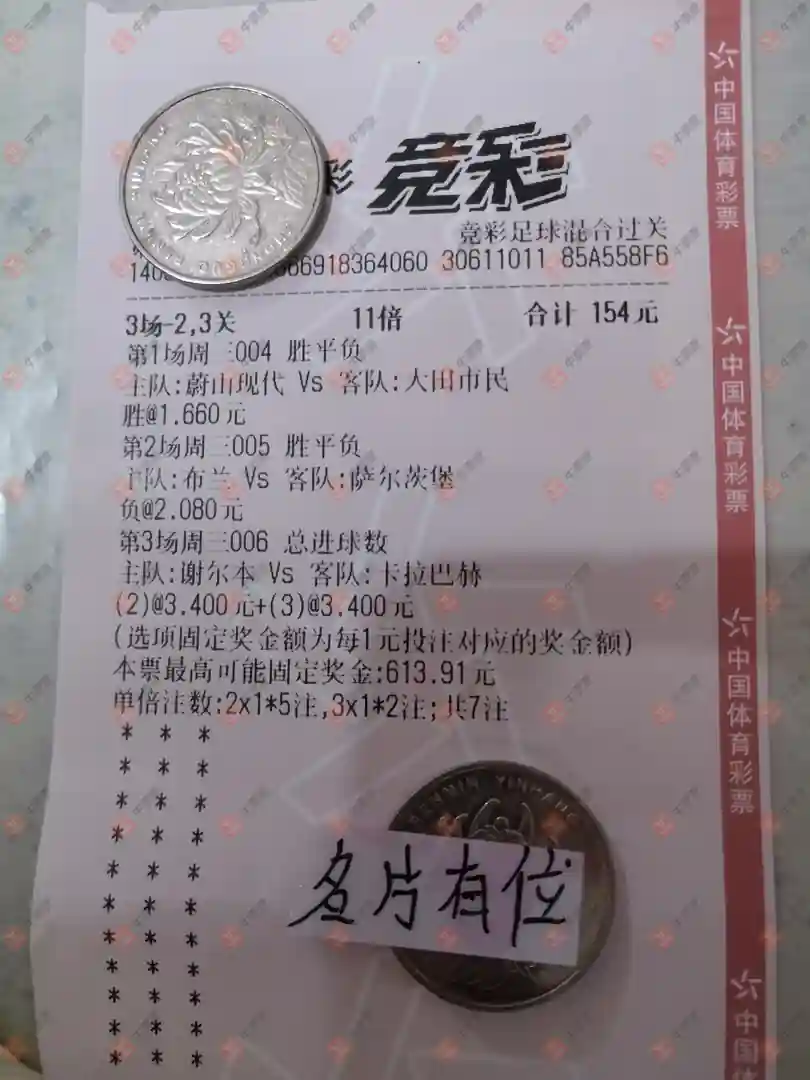 彩 竞彩
竞彩足球混合过关
66918364060 30611011 85A558F6
3场-2,3关 11倍 合计 154元
第1场周三004 胜平负
主队:蔚山现代 Vs 客队:大田市民
胜@1.660元
第2场周三005 胜平负
主队:布兰 Vs 客队:萨尔茨堡
负@2.080元
第3场周三006 总进球数
主队:谢尔本 Vs 客队:卡拉巴赫
(2)@3.400元+(3)@3.400元
(选项固定奖金额为每1元投注对应的奖金额)
本票最高可能固定奖金:613.91元
单倍注数:2x1*5注,3x1*2注;共7注
* * *
* * *
* * *
* * *
* * *
* * *
* * *
* * *
* * *
* * *
* * *
名片有位
中国体育彩票
中国体育彩票
中国体育彩票
中国体